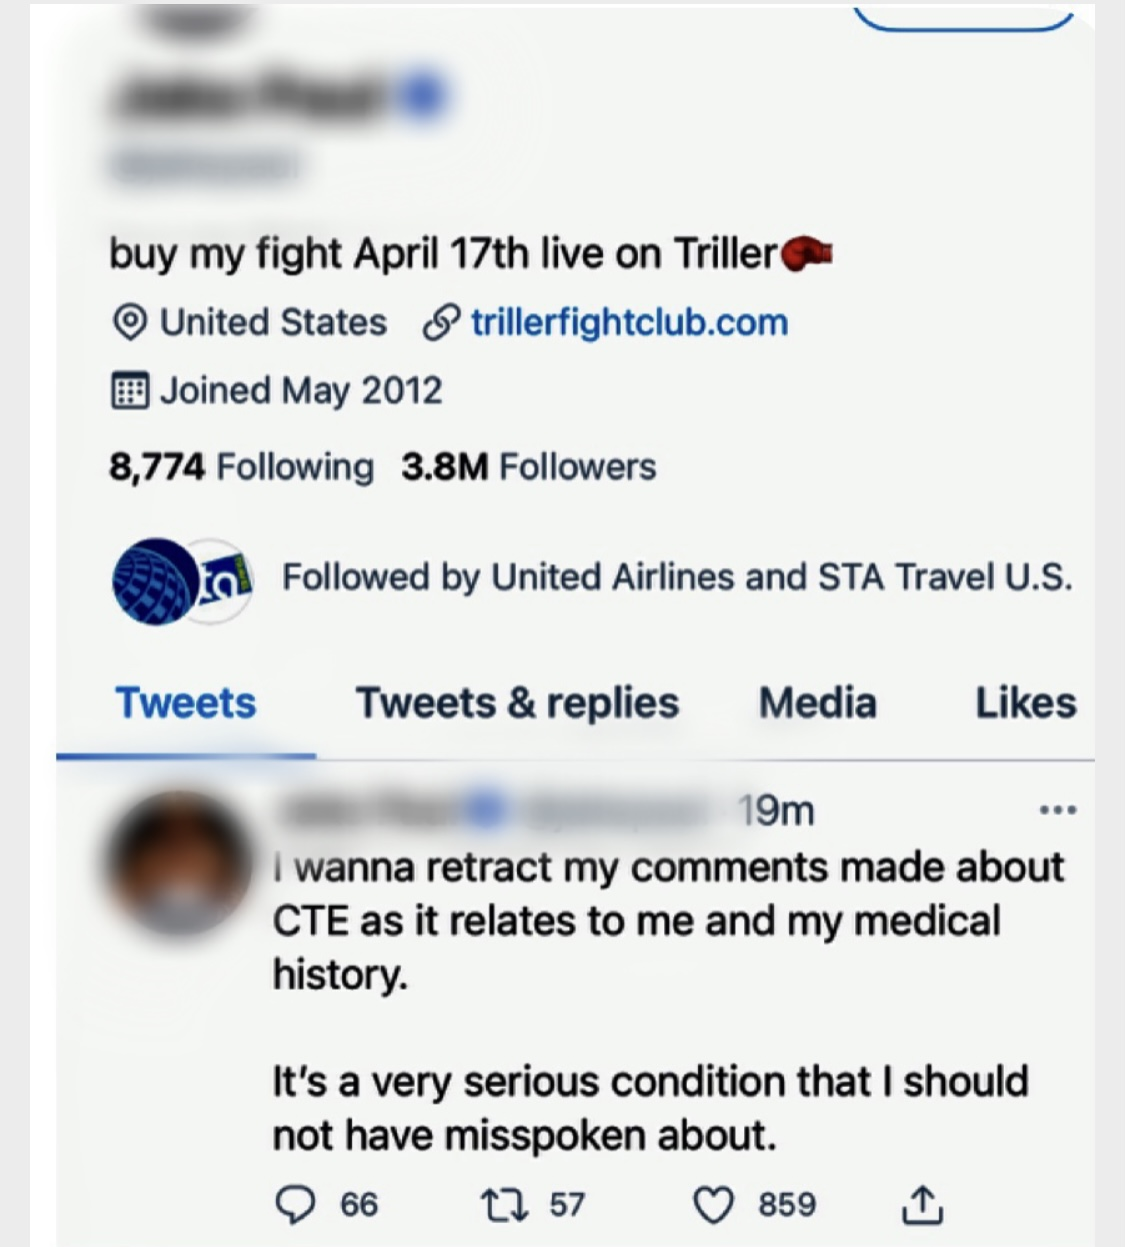 buy my fight April 17th live on Triller🥊
United States trillerfightclub.com
Joined May 2012
8,774 Following 3.8M Followers
ta Followed by United Airlines and STA Travel U.S.
Tweets Tweets & replies Media Likes
19m
I wanna retract my comments made about
CTE as it relates to me and my medical
history.
It's a very serious condition that I should
not have misspoken about.
66 57 859